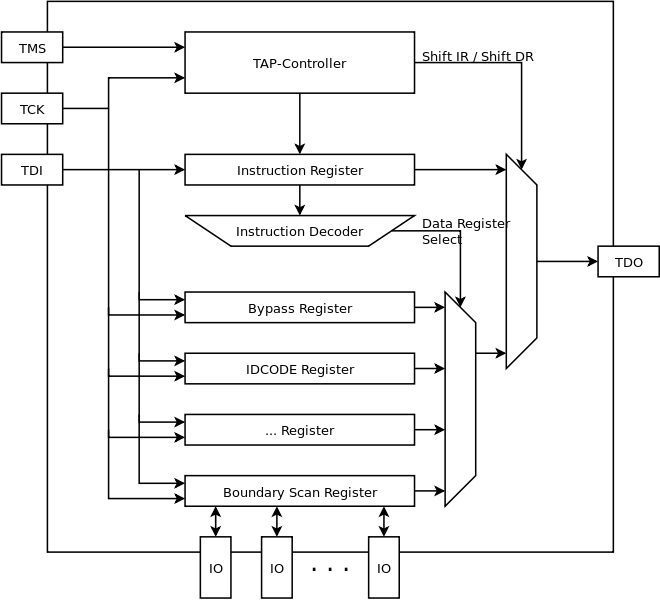 TMS
TAP-Controller
Shift IR / Shift DR
TCK
TDI
Instruction Register
Instruction Decoder
Data Register
Select
TDO
Bypass Register
IDCODE Register
... Register
Boundary Scan Register
IO
IO
. . .
IO